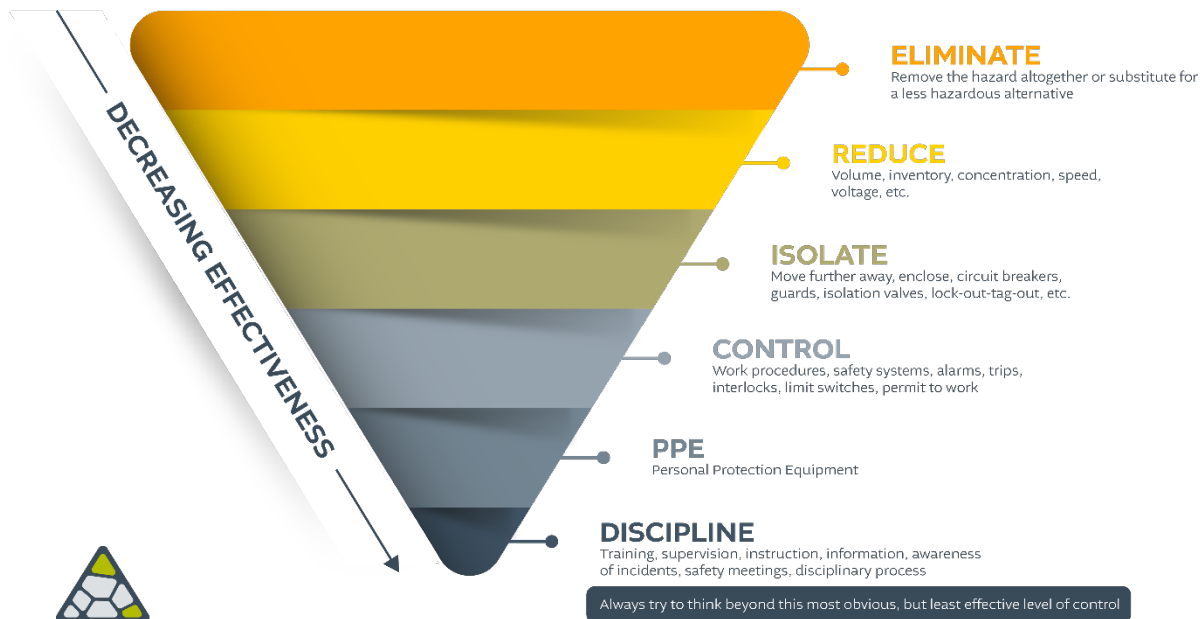 DECREASING EFFECTIVENESS
ELIMINATE
Remove the hazard altogether or substitute for
a less hazardous alternative
REDUCE
Volume, inventory, concentration, speed,
voltage, etc.
ISOLATE
Move further away, enclose, circuit breakers,
guards, isolation valves, lock-out-tag-out, etc.
CONTROL
Work procedures, safety systems, alarms, trips,
interlocks, limit switches, permit to work
PPE
Personal Protection Equipment
DISCIPLINE
Training, supervision, instruction, information, awareness
of incidents, safety meetings, disciplinary process
Always try to think beyond this most obvious, but least effective level of control